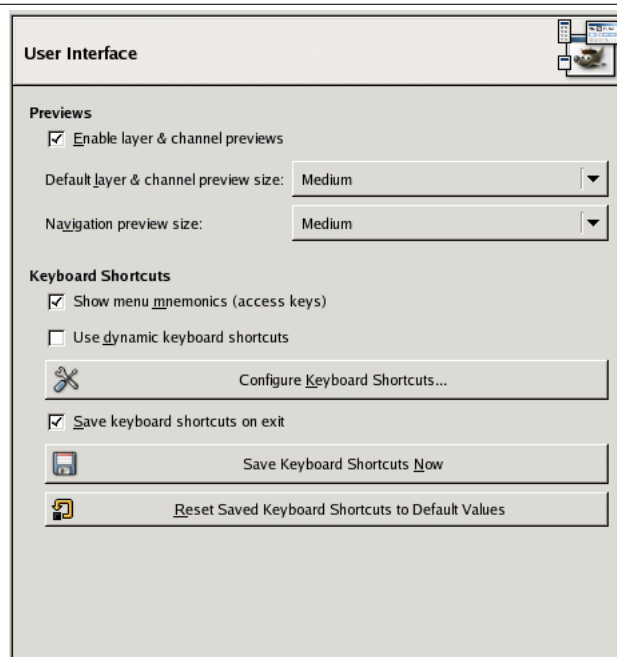 User Interface
Previews
Enable layer & channel previews
Default layer & channel preview size: Medium
Navigation preview size: Medium
Keyboard Shortcuts
Show menu mnemonics (access keys)
Use dynamic keyboard shortcuts
Configure Keyboard Shortcuts...
Save keyboard shortcuts on exit
Save Keyboard Shortcuts Now
Reset Saved Keyboard Shortcuts to Default Values